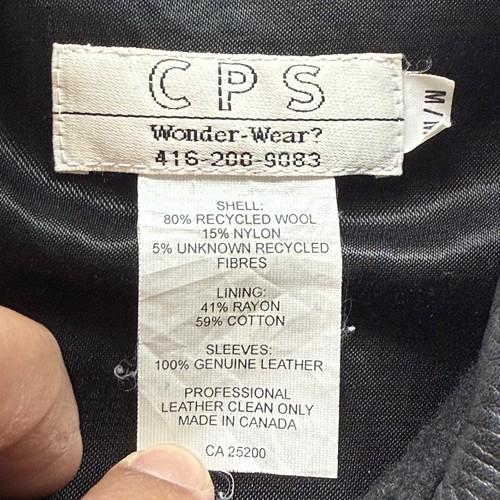 CPS
Wonder-Wear?
416-200-9083
SHELL:
80% RECYCLED WOOL
15% NYLON
5% UNKNOWN RECYCLED
FIBRES
LINING:
41% RAYON
59% COTTON
SLEEVES:
100% GENUINE LEATHER
PROFESSIONAL
LEATHER CLEAN ONLY
MADE IN CANADA
CA 25200